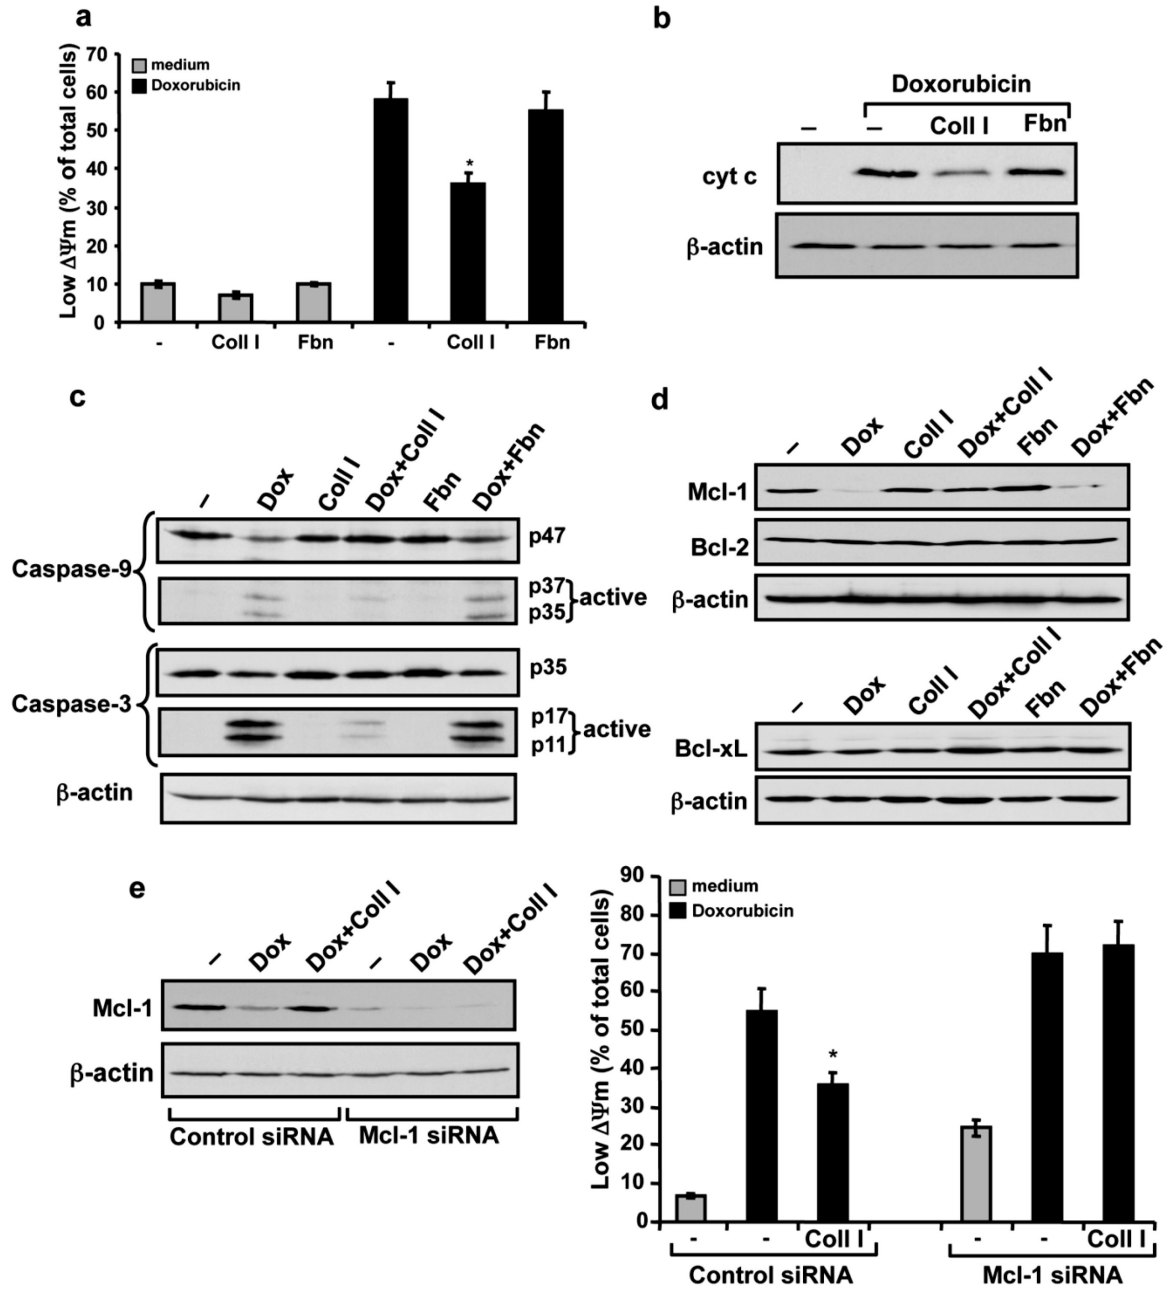 a
Low ΔΨm (% of total cells)
70
60
50
40
30
20
10
0
medium
Doxorubicin
*
- Coll I Fbn - Coll I Fbn
b
Doxorubicin
– – Coll I Fbn
cyt c
β-actin
c
– Dox Coll I Dox+Coll I Fbn Dox+Fbn
Caspase-9
p47
p37
p35
active
Caspase-3
p35
p17
p11
active
β-actin
d
– Dox Coll I Dox+Coll I Fbn Dox+Fbn
Mcl-1
Bcl-2
β-actin
– Dox Coll I Dox+Coll I Fbn Dox+Fbn
Bcl-xL
β-actin
e
– Dox Dox+Coll I – Dox Dox+Coll I
Mcl-1
β-actin
Control siRNA Mcl-1 siRNA
Low ΔΨm (% of total cells)
90
80
70
60
50
40
30
20
10
0
medium
Doxorubicin
*
- - Coll I - - Coll I
Control siRNA Mcl-1 siRNA